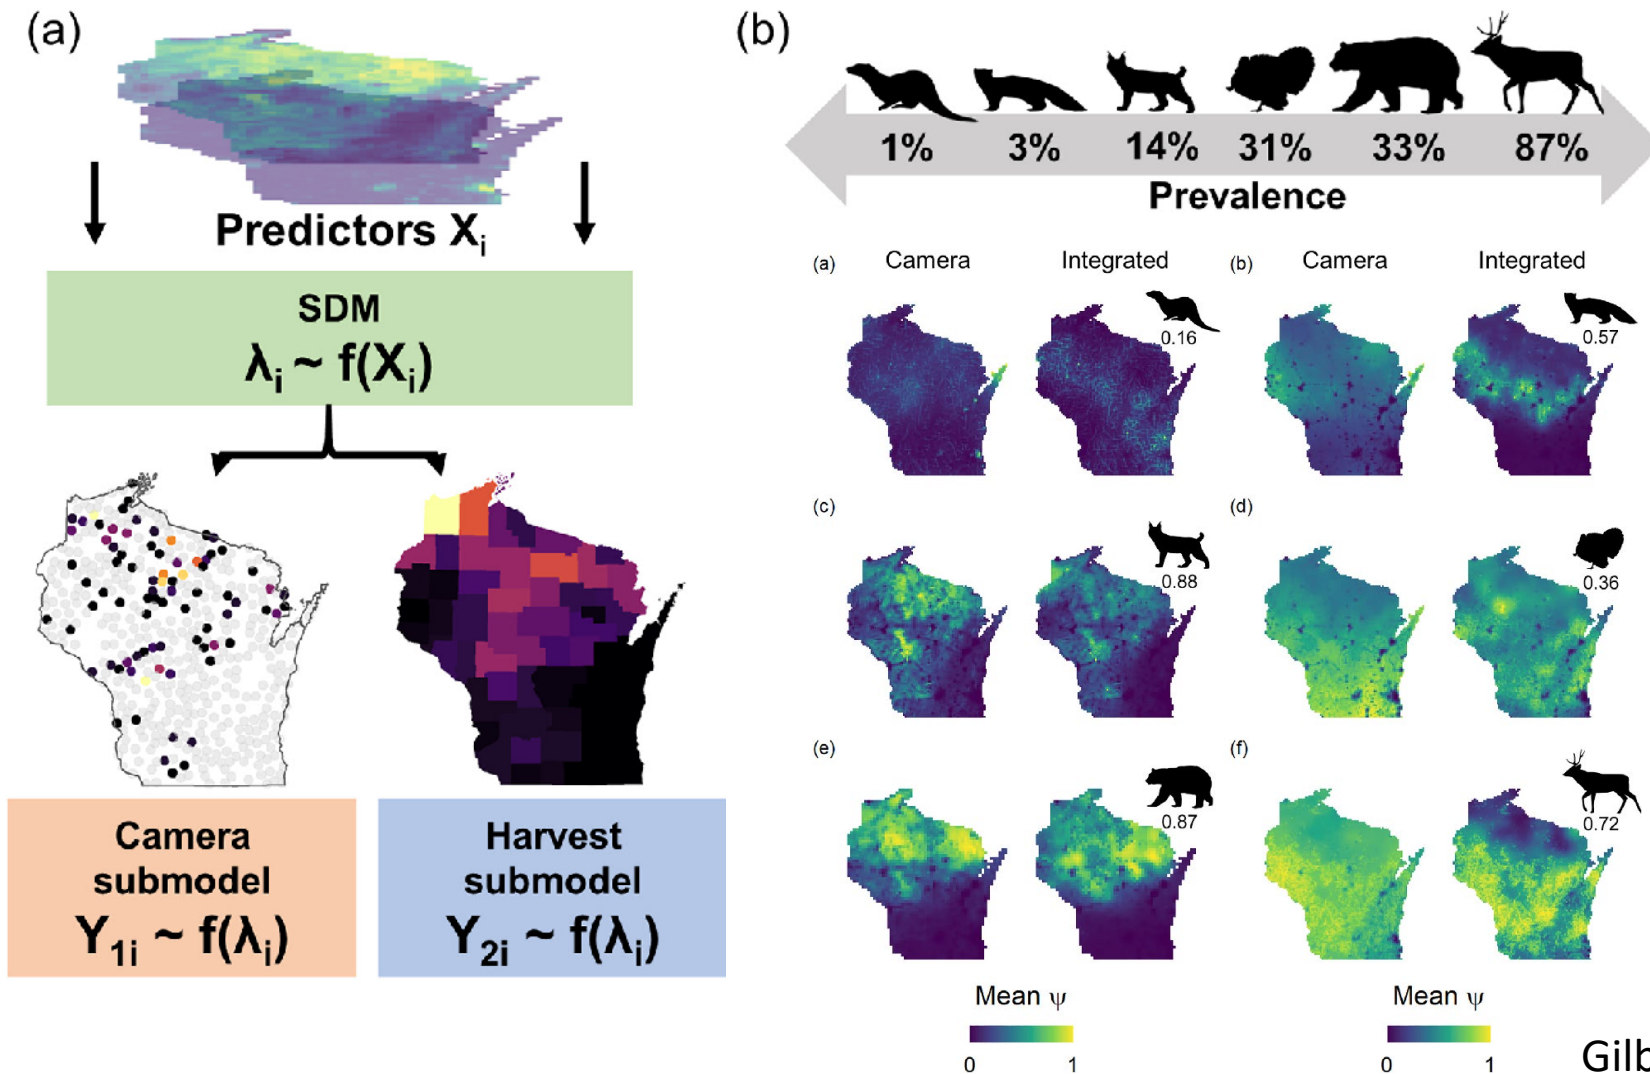 (a)
Predictors Xᵢ
SDM
λᵢ ~ f(Xᵢ)
Camera
submodel
Y₁ᵢ ~ f(λᵢ)
Harvest
submodel
Y₂ᵢ ~ f(λᵢ)
(b)
1% 3% 14% 31% 33% 87%
Prevalence
(a) Camera Integrated
0.16
(b) Camera Integrated
0.57
(c)
0.88
(d)
0.36
(e)
0.87
(f)
0.72
Mean ψ
0 1
Mean ψ
0 1
Gilb